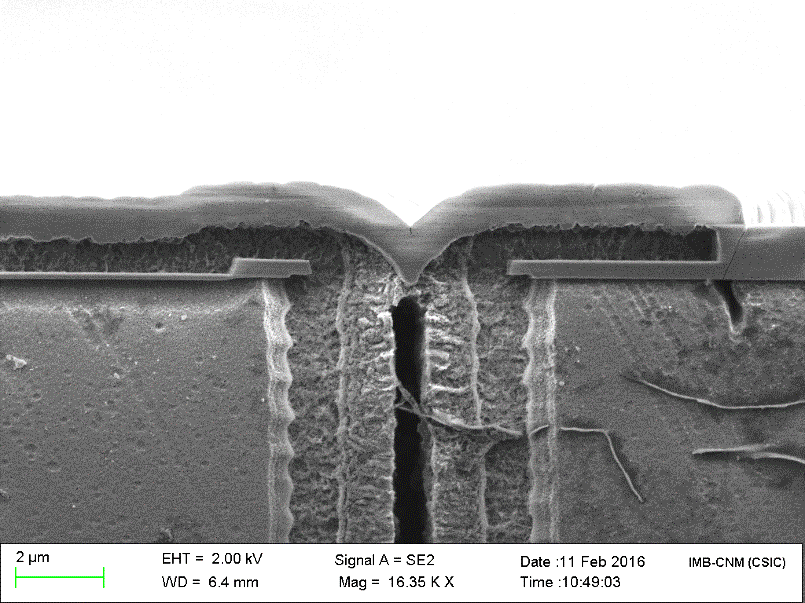 2 µm EHT = 2.00 kV Signal A = SE2 Date :11 Feb 2016 IMB-CNM (CSIC)
WD = 6.4 mm Mag = 16.35 K X Time :10:49:03